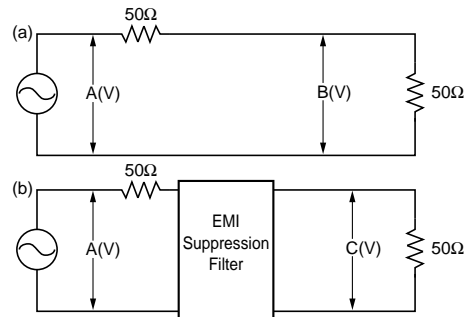 (a)
50Ω
A(V)
B(V)
50Ω
(b)
50Ω
A(V)
EMI
Suppression
Filter
C(V)
50Ω